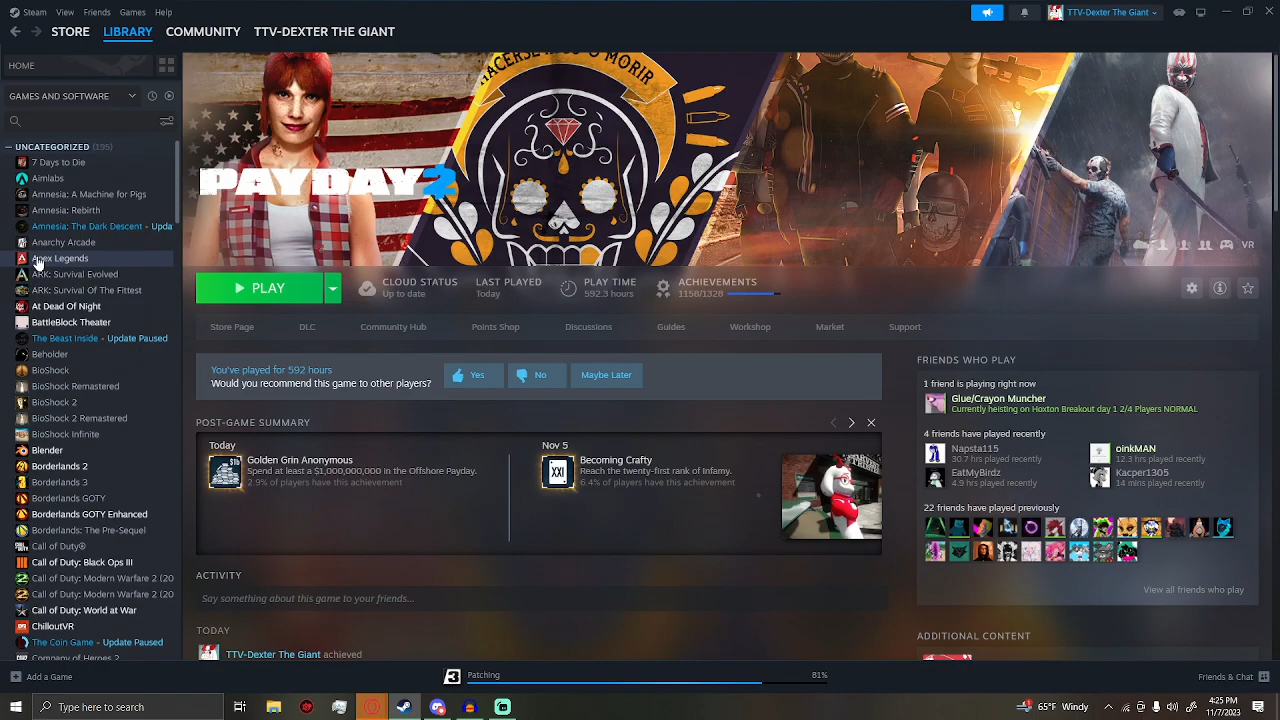 Steam View Friends Games Help
TTV-DEXTER THE GIANT
STORE LIBRARY COMMUNITY TTV-DEXTER THE GIANT
HOME
GAMES AND SOFTWARE
UNCATEGORIZED (195)
7 Days to Die
Aimlabs
Amnesia: A Machine for Pigs
Amnesia: Rebirth
Amnesia: The Dark Descent - Upda
Anarchy Arcade
Apex Legends
ARK: Survival Evolved
ARK: Survival Of The Fittest
At Dead Of Night
BattleBlock Theater
The Beast Inside - Update Paused
Beholder
BioShock
BioShock Remastered
BioShock 2
BioShock 2 Remastered
BioShock Infinite
Blender
Borderlands 2
Borderlands 3
Borderlands GOTY
Borderlands GOTY Enhanced
Borderlands: The Pre-Sequel
Call of Duty®
Call of Duty: Black Ops III
Call of Duty: Modern Warfare 2 (20
Call of Duty: Modern Warfare 2 (20
Call of Duty: World at War
ChilloutVR
The Coin Game - Update Paused
Company of Heroes 2
HACERSE RICO O MORIR
PAYDAY 2
VR
PLAY
CLOUD STATUS
Up to date
LAST PLAYED
Today
PLAY TIME
592.3 hours
ACHIEVEMENTS
1158/1328
Store Page DLC Community Hub Points Shop Discussions Guides Workshop Market Support
You've played for 592 hours
Would you recommend this game to other players?
Yes No Maybe Later
POST-GAME SUMMARY
Today
Golden Grin Anonymous
Spend at least a $1,000,000,000 in the Offshore Payday.
2.9% of players have this achievement
Nov 5
XXI
Becoming Crafty
Reach the twenty-first rank of Infamy.
6.4% of players have this achievement
ACTIVITY
Say something about this game to your friends...
TODAY
TTV-DEXTER The Giant achieved
FRIENDS WHO PLAY
1 friend is playing right now
Glue/Crayon Muncher
Currently heisting on Hoxton Breakout day 1 2/4 Players NORMAL
4 friends have played recently
Napsta115
30.7 hrs played recently
oinkMAN
12.3 hrs played recently
EatMyBirdz
4.9 hrs played recently
Kacper1305
14 mins played recently
22 friends have played previously
View all friends who play
ADDITIONAL CONTENT
Add a Game
3 Patching 81%
Friends & Chat
Type here to search
59°F
4:25 PM
11/7/2023